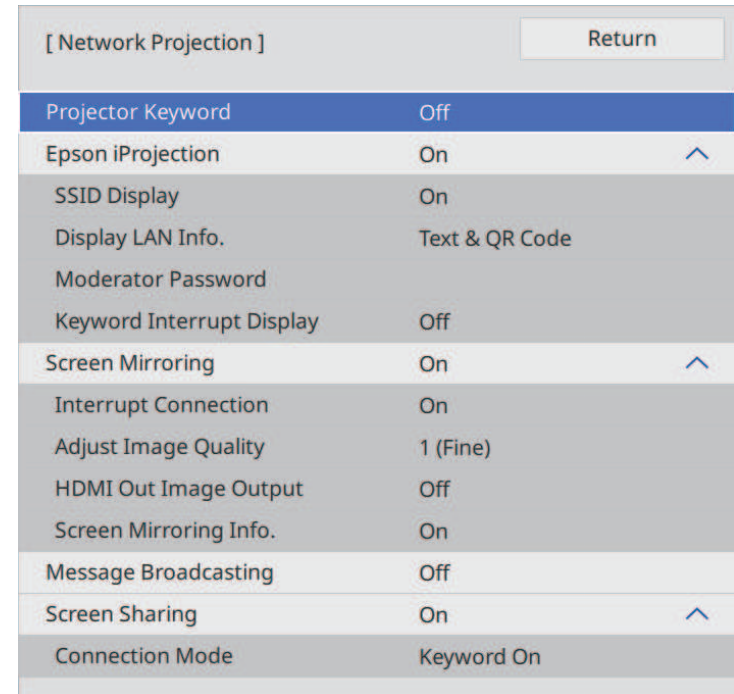 [ Network Projection ] Return
Projector Keyword Off
Epson iProjection On
SSID Display On
Display LAN Info. Text & QR Code
Moderator Password
Keyword Interrupt Display Off
Screen Mirroring On
Interrupt Connection On
Adjust Image Quality 1 (Fine)
HDMI Out Image Output Off
Screen Mirroring Info. On
Message Broadcasting Off
Screen Sharing On
Connection Mode Keyword On